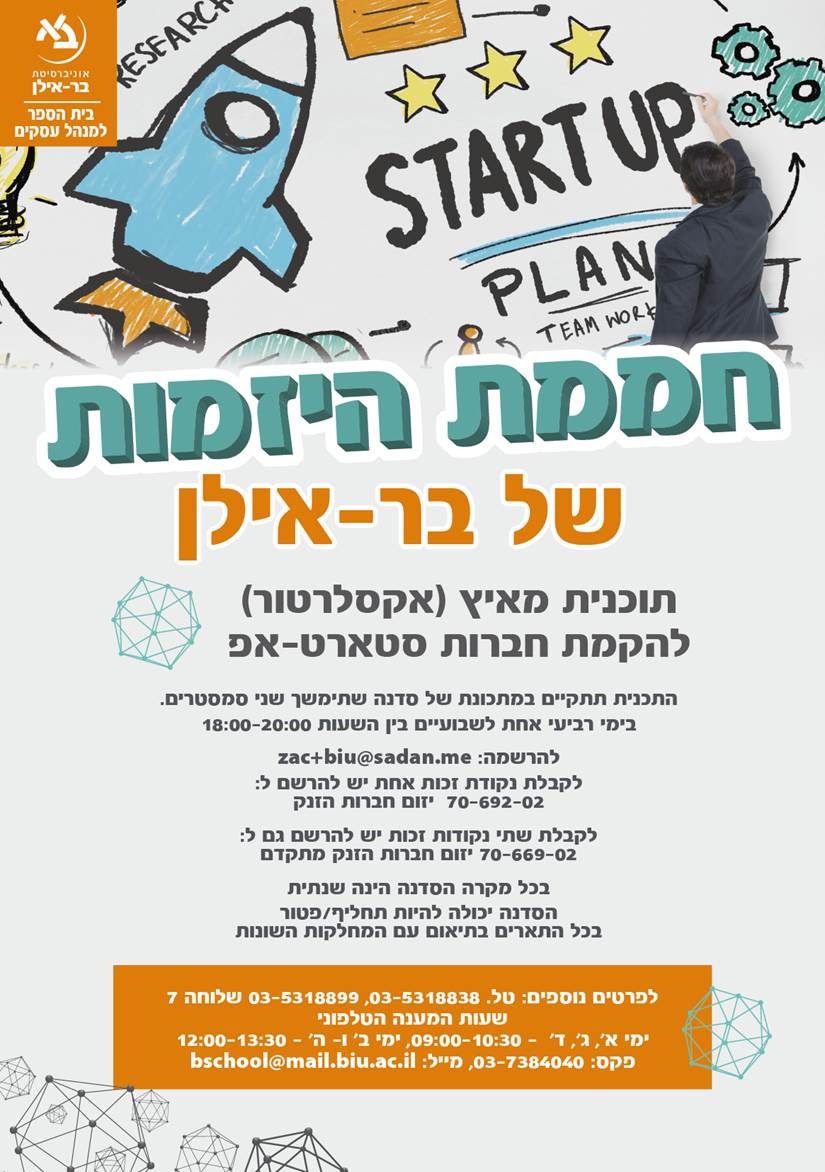 אוניברסיטת
בר-אילן
בית הספר
למנהל עסקים
RESEARCH
START UP
PLAN
TEAM WORK
חממת היזמות
של בר-אילן
תוכנית מאיץ (אקסלרטור)
להקמת חברות סטארט-אפ
התכנית תתקיים במתכונת של סדנה שתימשך שני סמסטרים.
בימי רביעי אחת לשבועיים בין השעות 18:00-20:00
להרשמה: zac+biu@sadan.me
לקבלת נקודת זכות אחת יש להרשם ל:
70-692-02 יזום חברות הזנק
לקבלת שתי נקודות זכות יש להרשם גם ל:
70-669-02 יזום חברות הזנק מתקדם
בכל מקרה הסדנה הינה שנתית
הסדנה יכולה להיות תחליף/פטור
בכל התארים בתיאום עם המחלקות השונות
לפרטים נוספים: טל. 03-5318838, 03-5318899 שלוחה 7
שעות המענה הטלפוני
ימי א', ג', ד' - 09:00-10:30, ימי ב' ו- ה' - 12:00-13:30
פקס: 03-7384040, מייל: bschool@mail.biu.ac.il